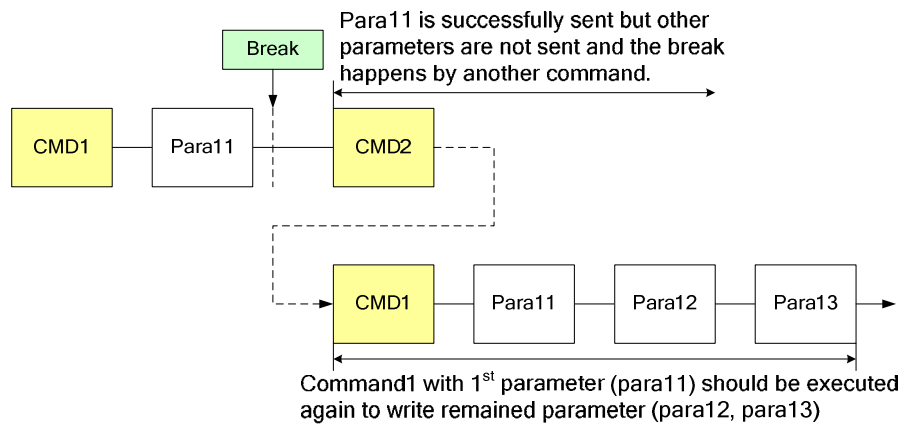 Para11 is successfully sent but other
parameters are not sent and the break
happens by another command.
Break
CMD1
Para11
CMD2
CMD1
Para11
Para12
Para13
Command1 with 1st parameter (para11) should be executed
again to write remained parameter (para12, para13)